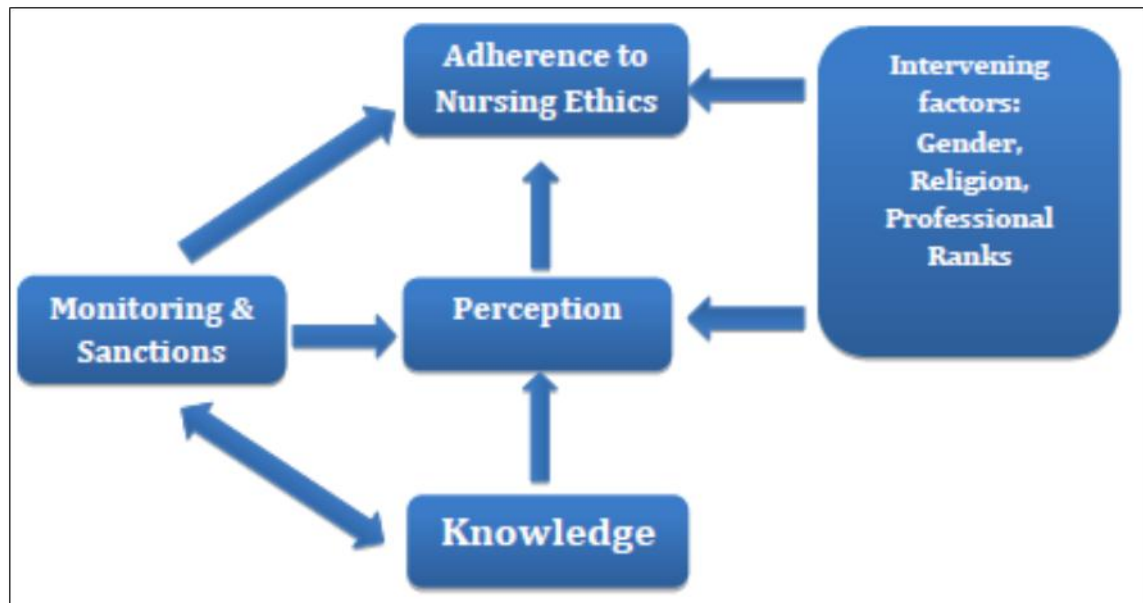 Adherence to
Nursing Ethics
Intervening
factors:
Gender,
Religion,
Professional
Ranks
Monitoring &
Sanctions
Perception
Knowledge